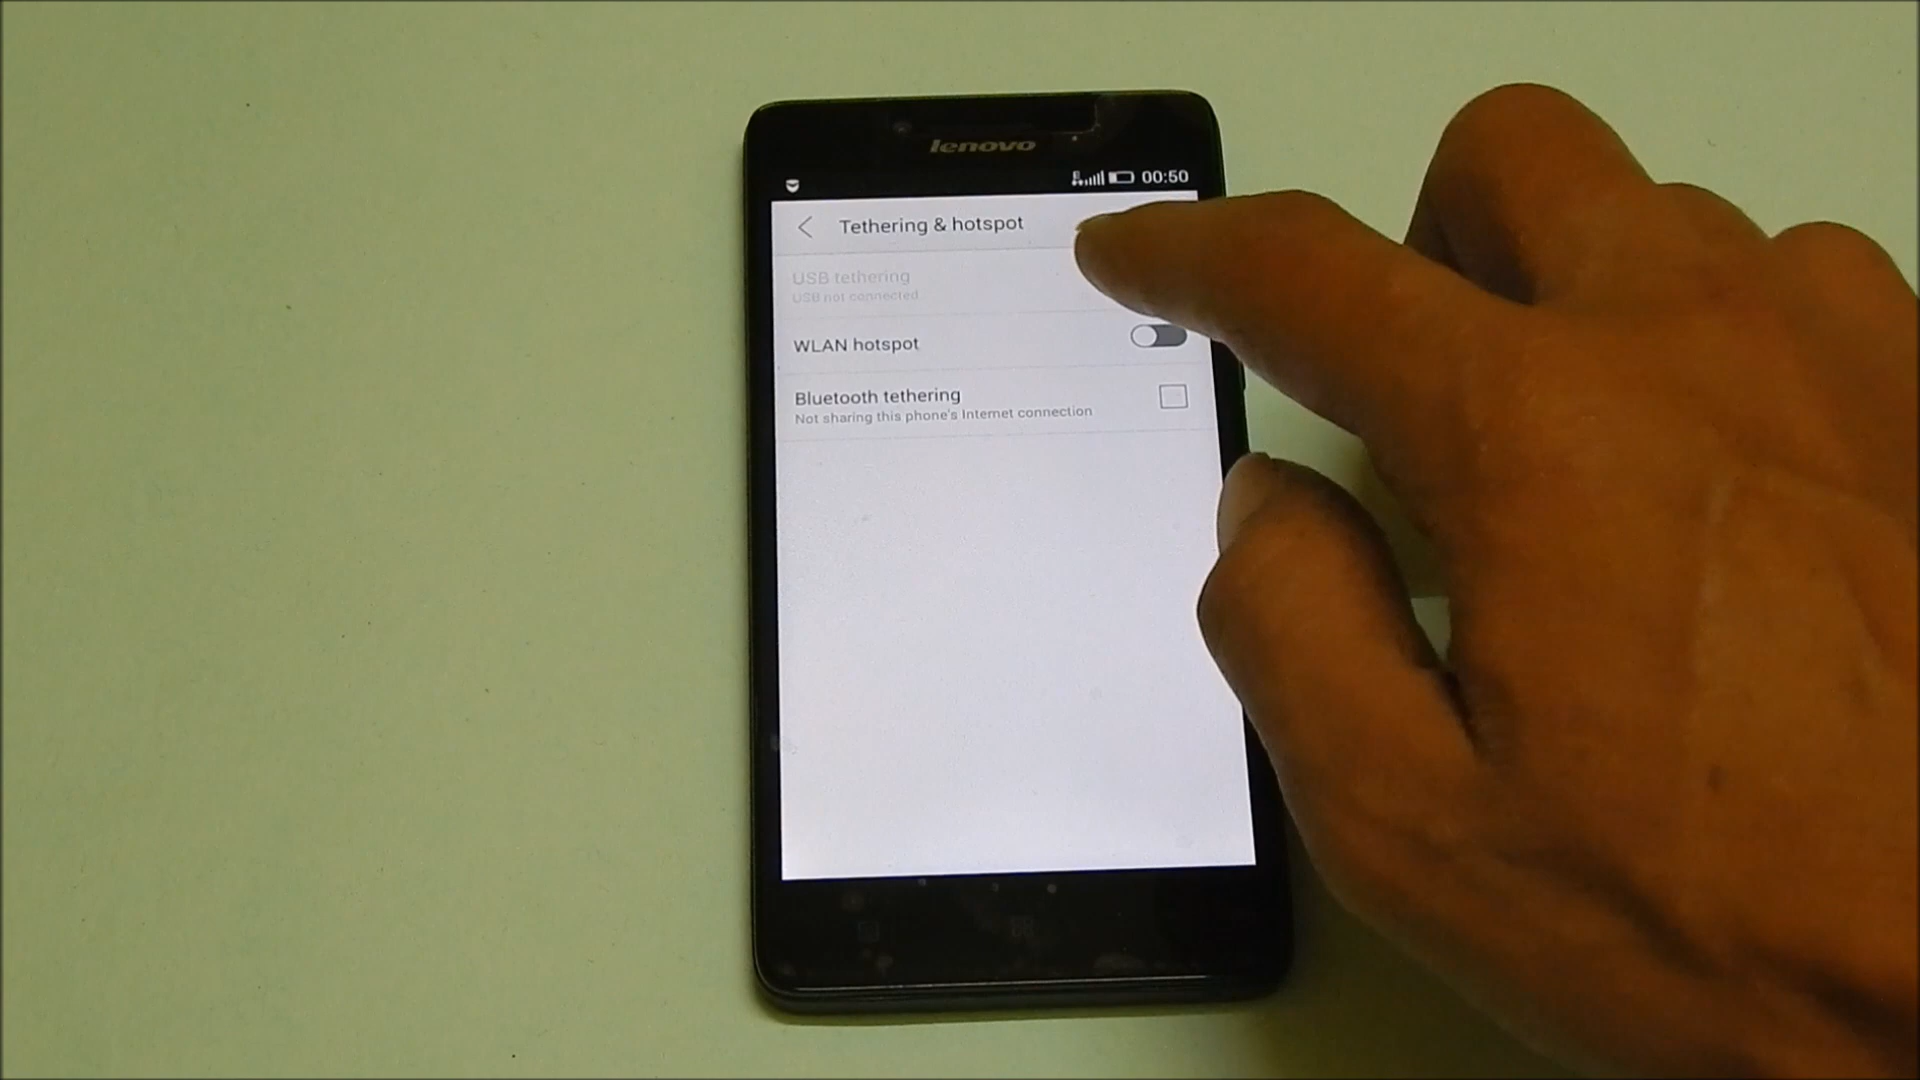 lenovo
00:50
Tethering & hotspot
USB tethering
USB not connected
WLAN hotspot
Bluetooth tethering
Not sharing this phone's Internet connection